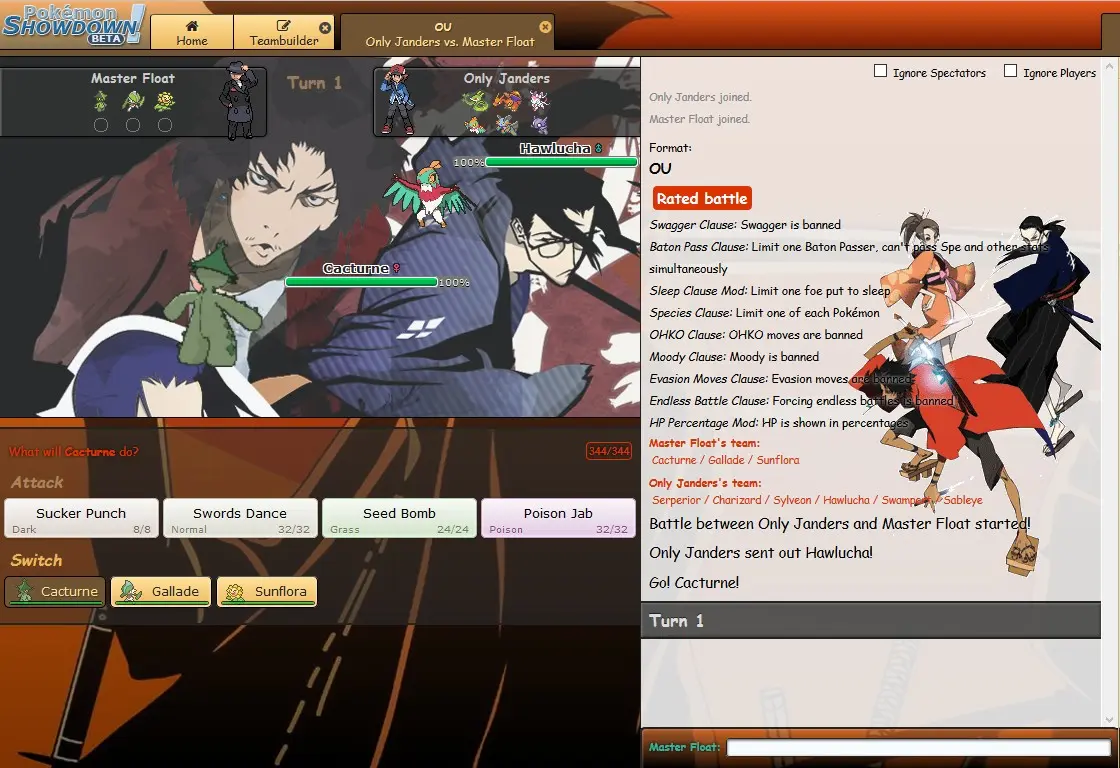 Pokémon
SHOWDOWN!
BETA
Home
Teambuilder
OU
Only Janders vs. Master Float
Master Float
Turn 1
Only Janders
Hawlucha
100%
Cacturne
100%
What will Cacturne do?
344/344
Attack
Sucker Punch
Dark
8/8
Swords Dance
Normal
32/32
Seed Bomb
Grass
24/24
Poison Jab
Poison
32/32
Switch
Cacturne
Gallade
Sunflora
Ignore Spectators
Ignore Players
Only Janders joined.
Master Float joined.
Format:
OU
Rated battle
Swagger Clause: Swagger is banned
Baton Pass Clause: Limit one Baton Passer, can't pass Spe and other stats
simultaneously
Sleep Clause Mod: Limit one foe put to sleep
Species Clause: Limit one of each Pokémon
OHKO Clause: OHKO moves are banned
Moody Clause: Moody is banned
Evasion Moves Clause: Evasion moves are banned
Endless Battle Clause: Forcing endless battles is banned
HP Percentage Mod: HP is shown in percentages
Master Float's team:
Cacturne / Gallade / Sunflora
Only Janders's team:
Serperior / Charizard / Sylveon / Hawlucha / Swampert / Sableye
Battle between Only Janders and Master Float started!
Only Janders sent out Hawlucha!
Go! Cacturne!
Turn 1
Master Float: